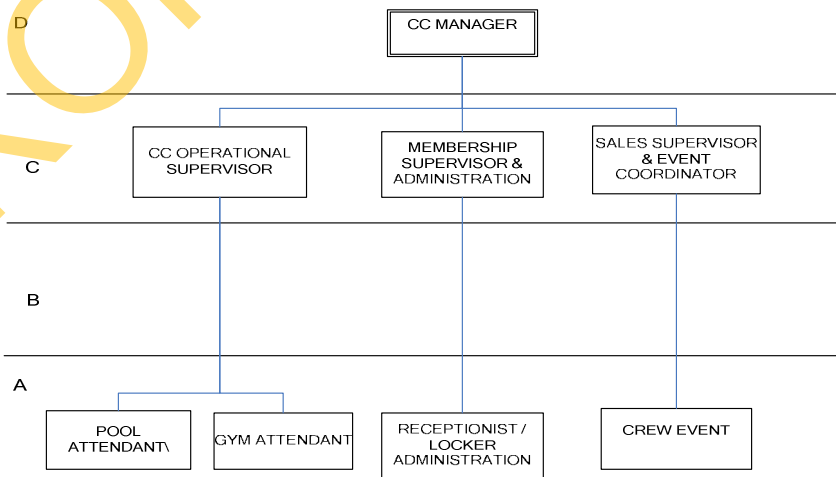 D
CC MANAGER
C
CC OPERATIONAL
SUPERVISOR
MEMBERSHIP
SUPERVISOR &
ADMINISTRATION
SALES SUPERVISOR
& EVENT
COORDINATOR
B
A
POOL
ATTENDANT\
GYM ATTENDANT
RECEPTIONIST /
LOCKER
ADMINISTRATION
CREW EVENT